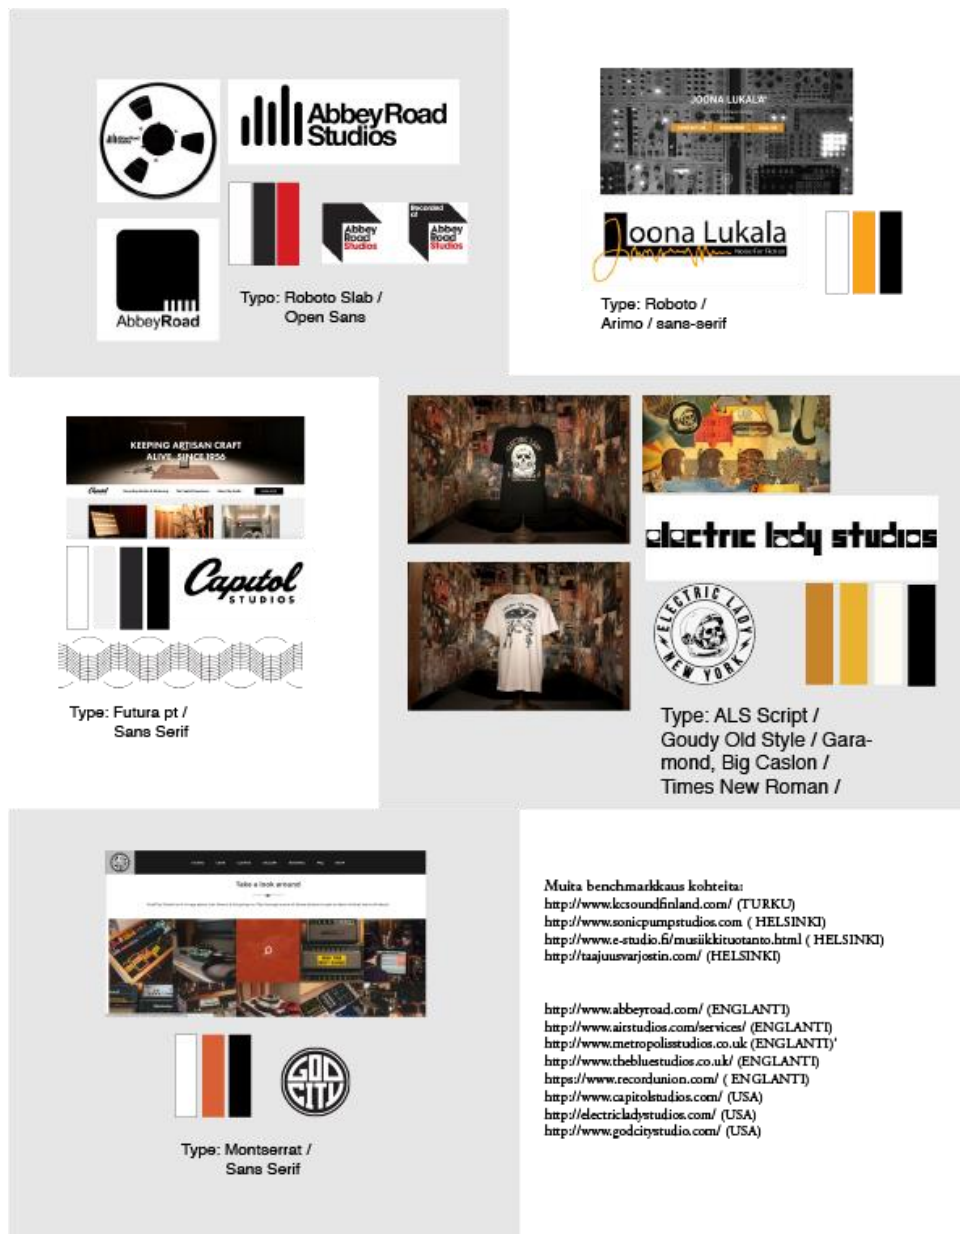 AbbeyRoad
Studios
Abbey
Road
Studios
Recorded
at
Abbey
Road
Studios
AbbeyRoad
Typo: Roboto Slab /
Open Sans
JOONA LUKALA
Joona Lukala
Noise For Fiction
Type: Roboto /
Arimo / sans-serif
KEEPING ARTISAN CRAFT
ALIVE, SINCE 1956
Capitol
Capitol
STUDIOS
Type: Futura pt /
Sans Serif
ELECTRIC LADY
electric lady studios
ELECTRIC LADY
NEW YORK
Type: ALS Script /
Goudy Old Style / Gara-
mond, Big Caslon /
Times New Roman /
Take a look around
GOD
CITY
Type: Montserrat /
Sans Serif
Muita benchmarkkaus kohteita:
http://www.kcsoundfinland.com/ (TURKU)
http://www.sonicpumpstudios.com ( HELSINKI)
http://www.e-studio.fi/musiikkituotanto.html ( HELSINKI)
http://taajuusvarjostin.com/ (HELSINKI)
http://www.abbeyroad.com/ (ENGLANTI)
http://www.airstudios.com/services/ (ENGLANTI)
http://www.metropolisstudios.co.uk (ENGLANTI)'
http://www.thebluestudios.co.uk/ (ENGLANTI)
https://www.recordunion.com/ ( ENGLANTI)
http://www.capitolstudios.com/ (USA)
http://electricladystudios.com/ (USA)
http://www.godcitystudio.com/ (USA)